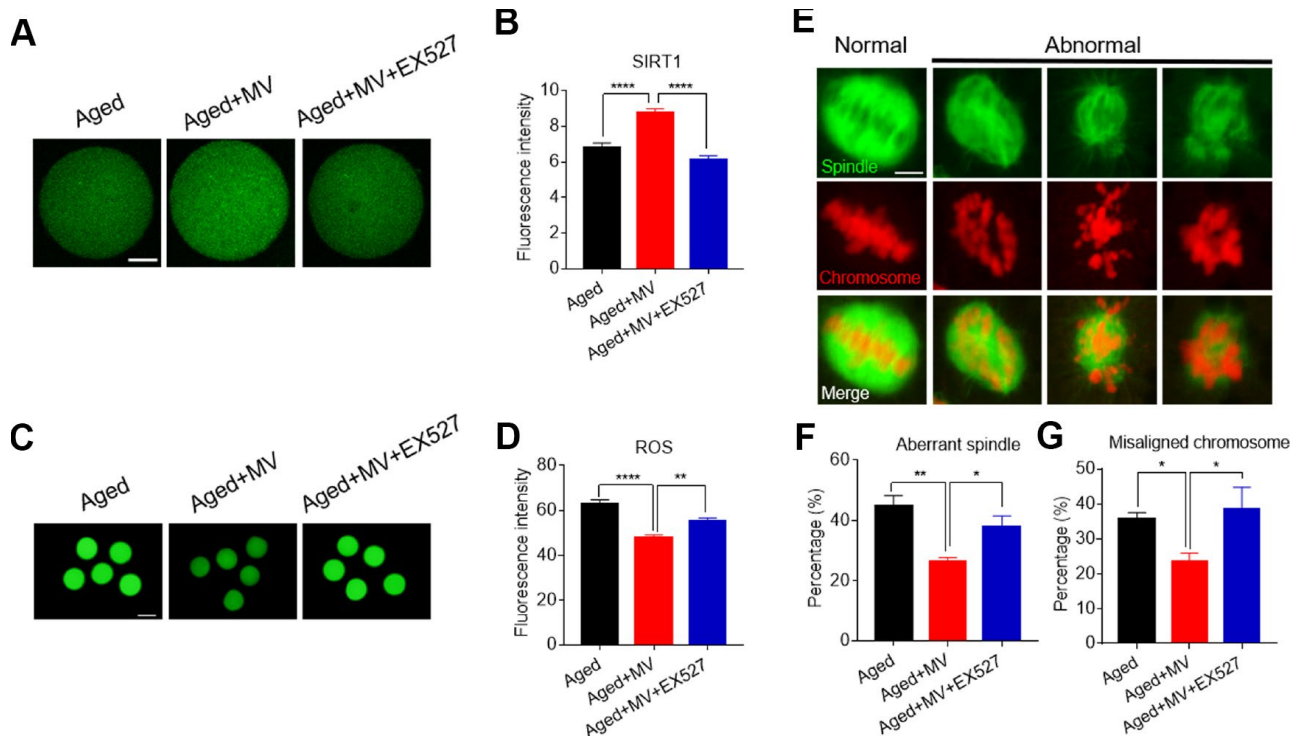 A
Aged
Aged+MV
Aged+MV+EX527
B
SIRT1
Fluorescence intensity
10
8
6
4
2
0
****
****
Aged
Aged+MV
Aged+MV+EX527
C
Aged
Aged+MV
Aged+MV+EX527
D
ROS
Fluorescence intensity
80
60
40
20
0
****
**
Aged
Aged+MV
Aged+MV+EX527
E
Normal
Abnormal
Spindle
Chromosome
Merge
F
Aberrant spindle
Percentage (%)
60
40
20
0
**
*
Aged
Aged+MV
Aged+MV+EX527
G
Misaligned chromosome
Percentage (%)
50
40
30
20
10
0
*
*
Aged
Aged+MV
Aged+MV+EX527